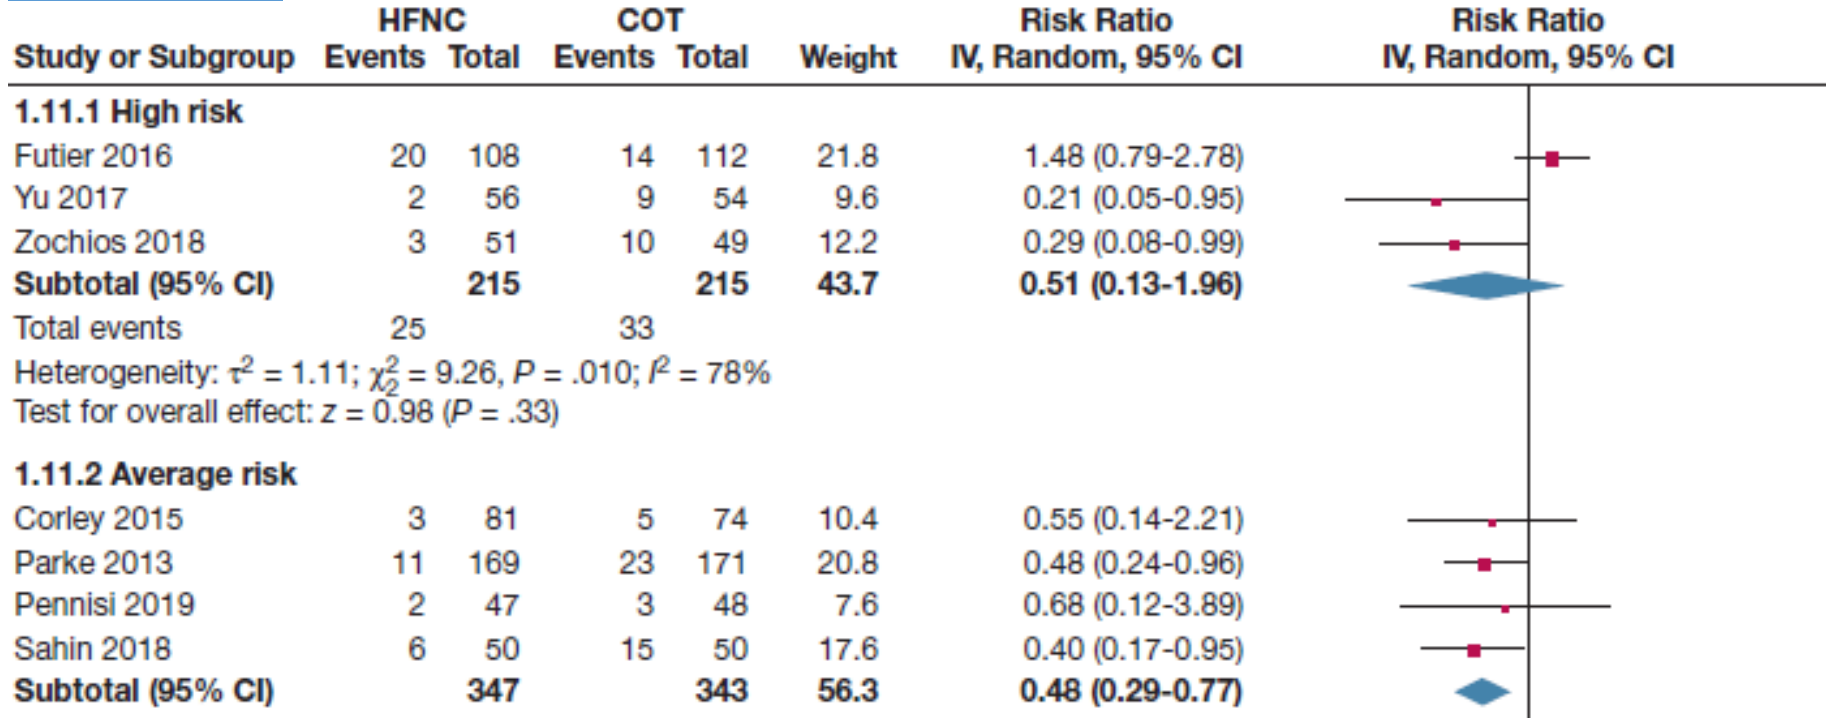 HFNC COT Risk Ratio Risk Ratio
Study or Subgroup Events Total Events Total Weight IV, Random, 95% CI IV, Random, 95% CI
1.11.1 High risk
Futier 2016 20 108 14 112 21.8 1.48 (0.79-2.78)
Yu 2017 2 56 9 54 9.6 0.21 (0.05-0.95)
Zochios 2018 3 51 10 49 12.2 0.29 (0.08-0.99)
Subtotal (95% CI) 215 215 43.7 0.51 (0.13-1.96)
Total events 25 33
Heterogeneity: τ² = 1.11; χ²₂ = 9.26, P = .010; I² = 78%
Test for overall effect: z = 0.98 (P = .33)
1.11.2 Average risk
Corley 2015 3 81 5 74 10.4 0.55 (0.14-2.21)
Parke 2013 11 169 23 171 20.8 0.48 (0.24-0.96)
Pennisi 2019 2 47 3 48 7.6 0.68 (0.12-3.89)
Sahin 2018 6 50 15 50 17.6 0.40 (0.17-0.95)
Subtotal (95% CI) 347 343 56.3 0.48 (0.29-0.77)